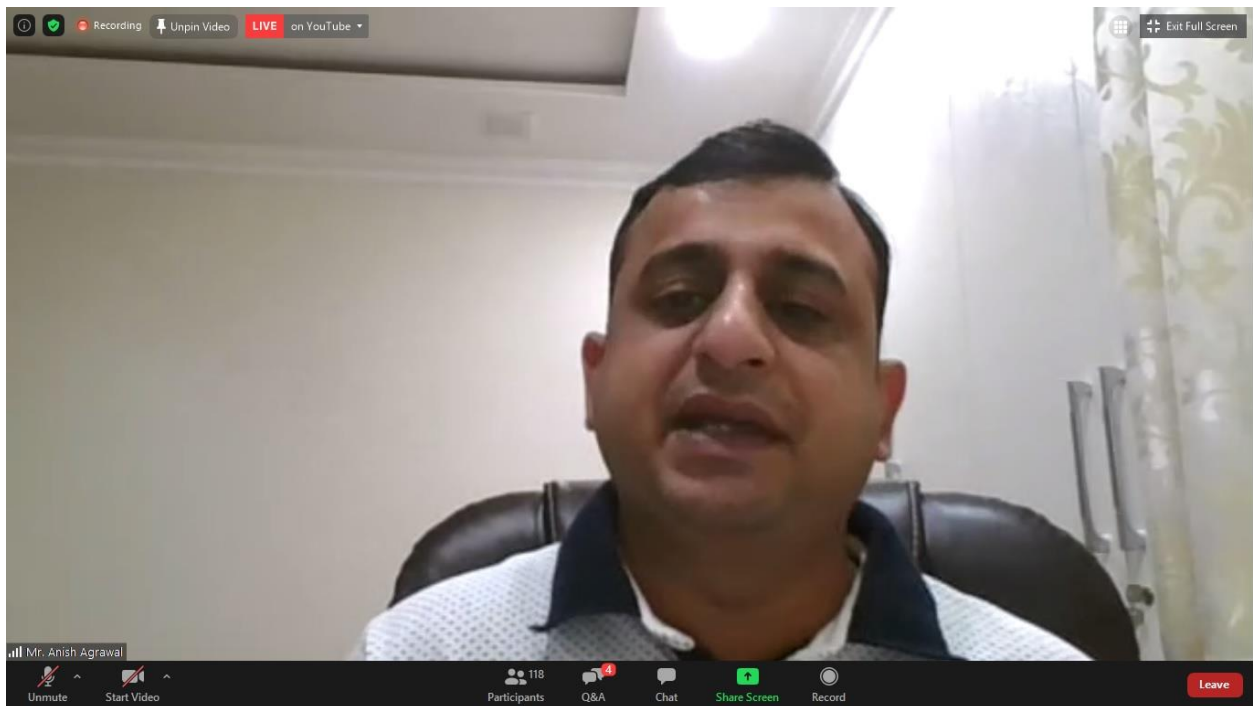 Recording
Unpin Video
LIVE on YouTube
Exit Full Screen
Mr. Anish Agrawal
Unmute
Start Video
118
Participants
4
Q&A
Chat
Share Screen
Record
Leave